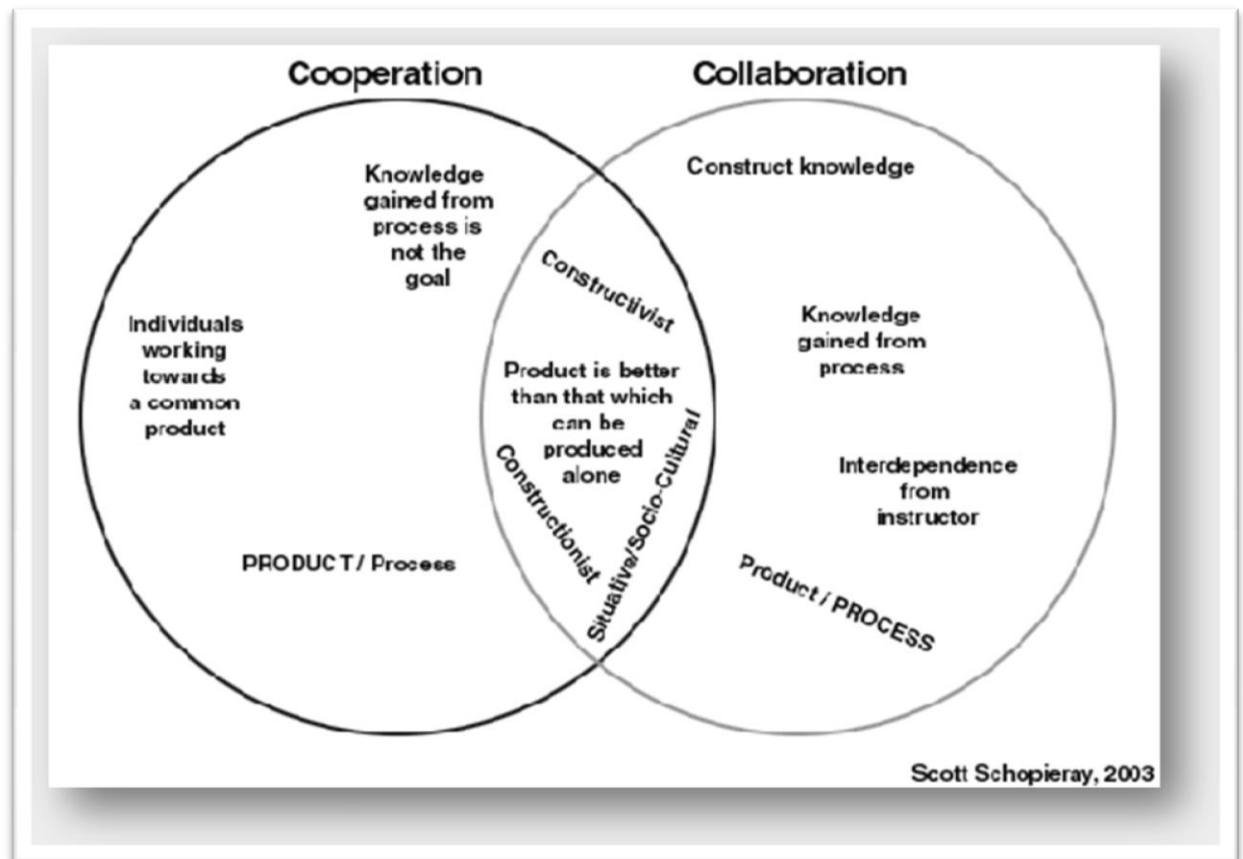 Cooperation
Collaboration
Knowledge
gained from
process is
not the
goal
Individuals
working
towards
a common
product
PRODUCT / Process
Constructivist
Product is better
than that which
can be
produced
alone
Constructionist
Situative/Socio-Cultural
Construct knowledge
Knowledge
gained from
process
Interdependence
from
instructor
Product / PROCESS
Scott Schopieray, 2003